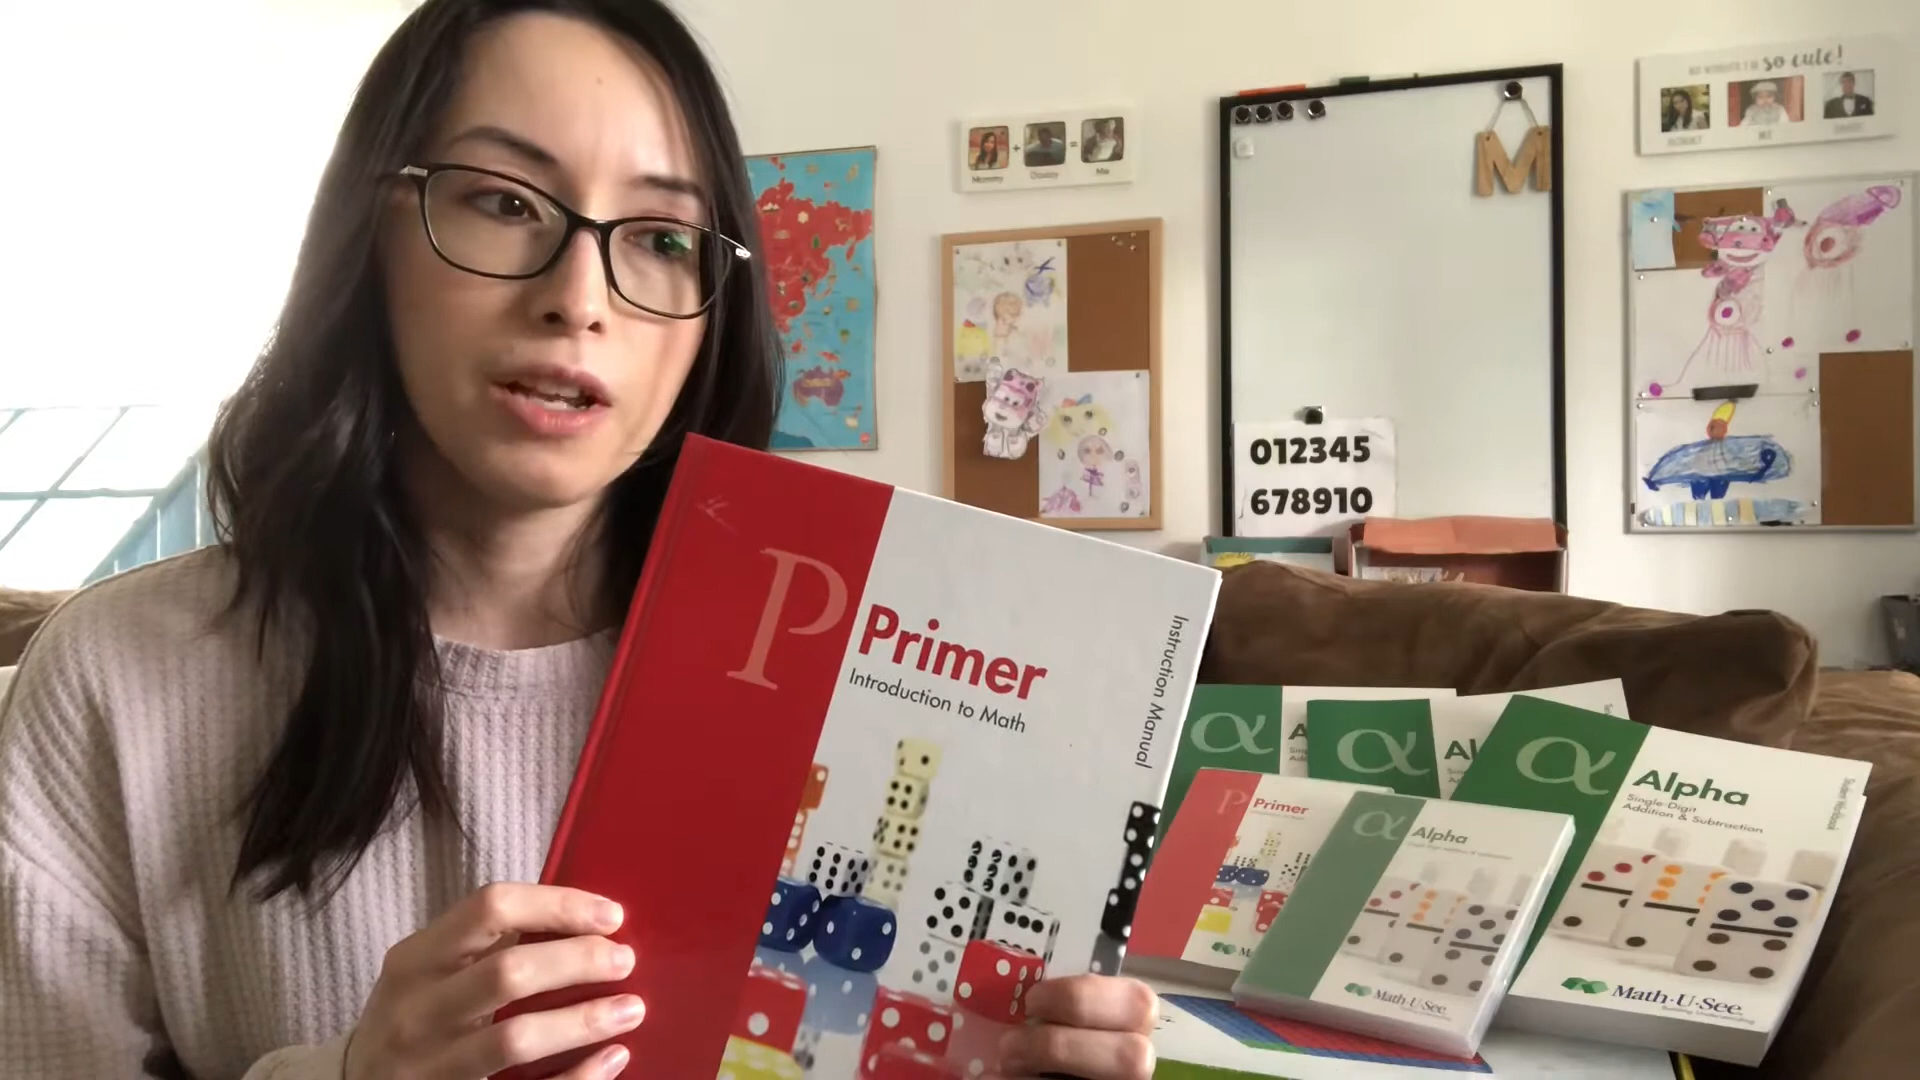 SO cute!
Mommy
+
Daddy
=
Me
M
012345
678910
P
Primer
Introduction to Math
Instruction Manual
α
α
Al
α
Alpha
Single-Digit
Addition & Subtraction
P
Primer
α
Alpha
Math·U·See
Math·U·See